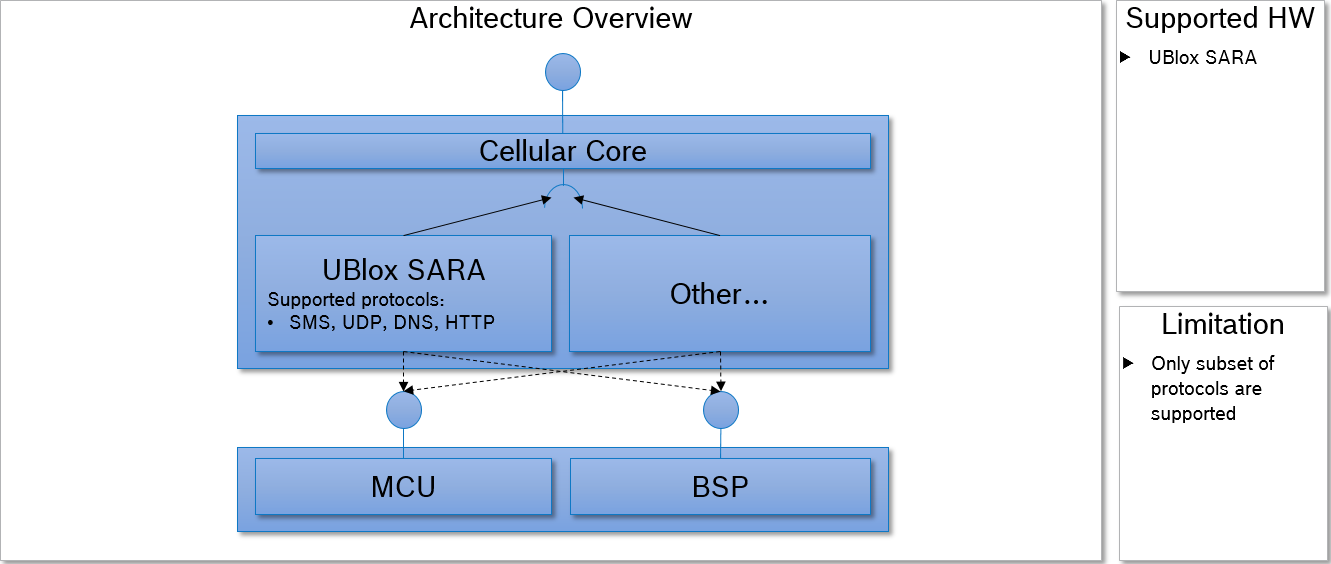 Architecture Overview
Cellular Core
UBlox SARA
Supported protocols:
• SMS, UDP, DNS, HTTP
Other...
MCU
BSP
Supported HW
UBlox SARA
Limitation
Only subset of
protocols are
supported